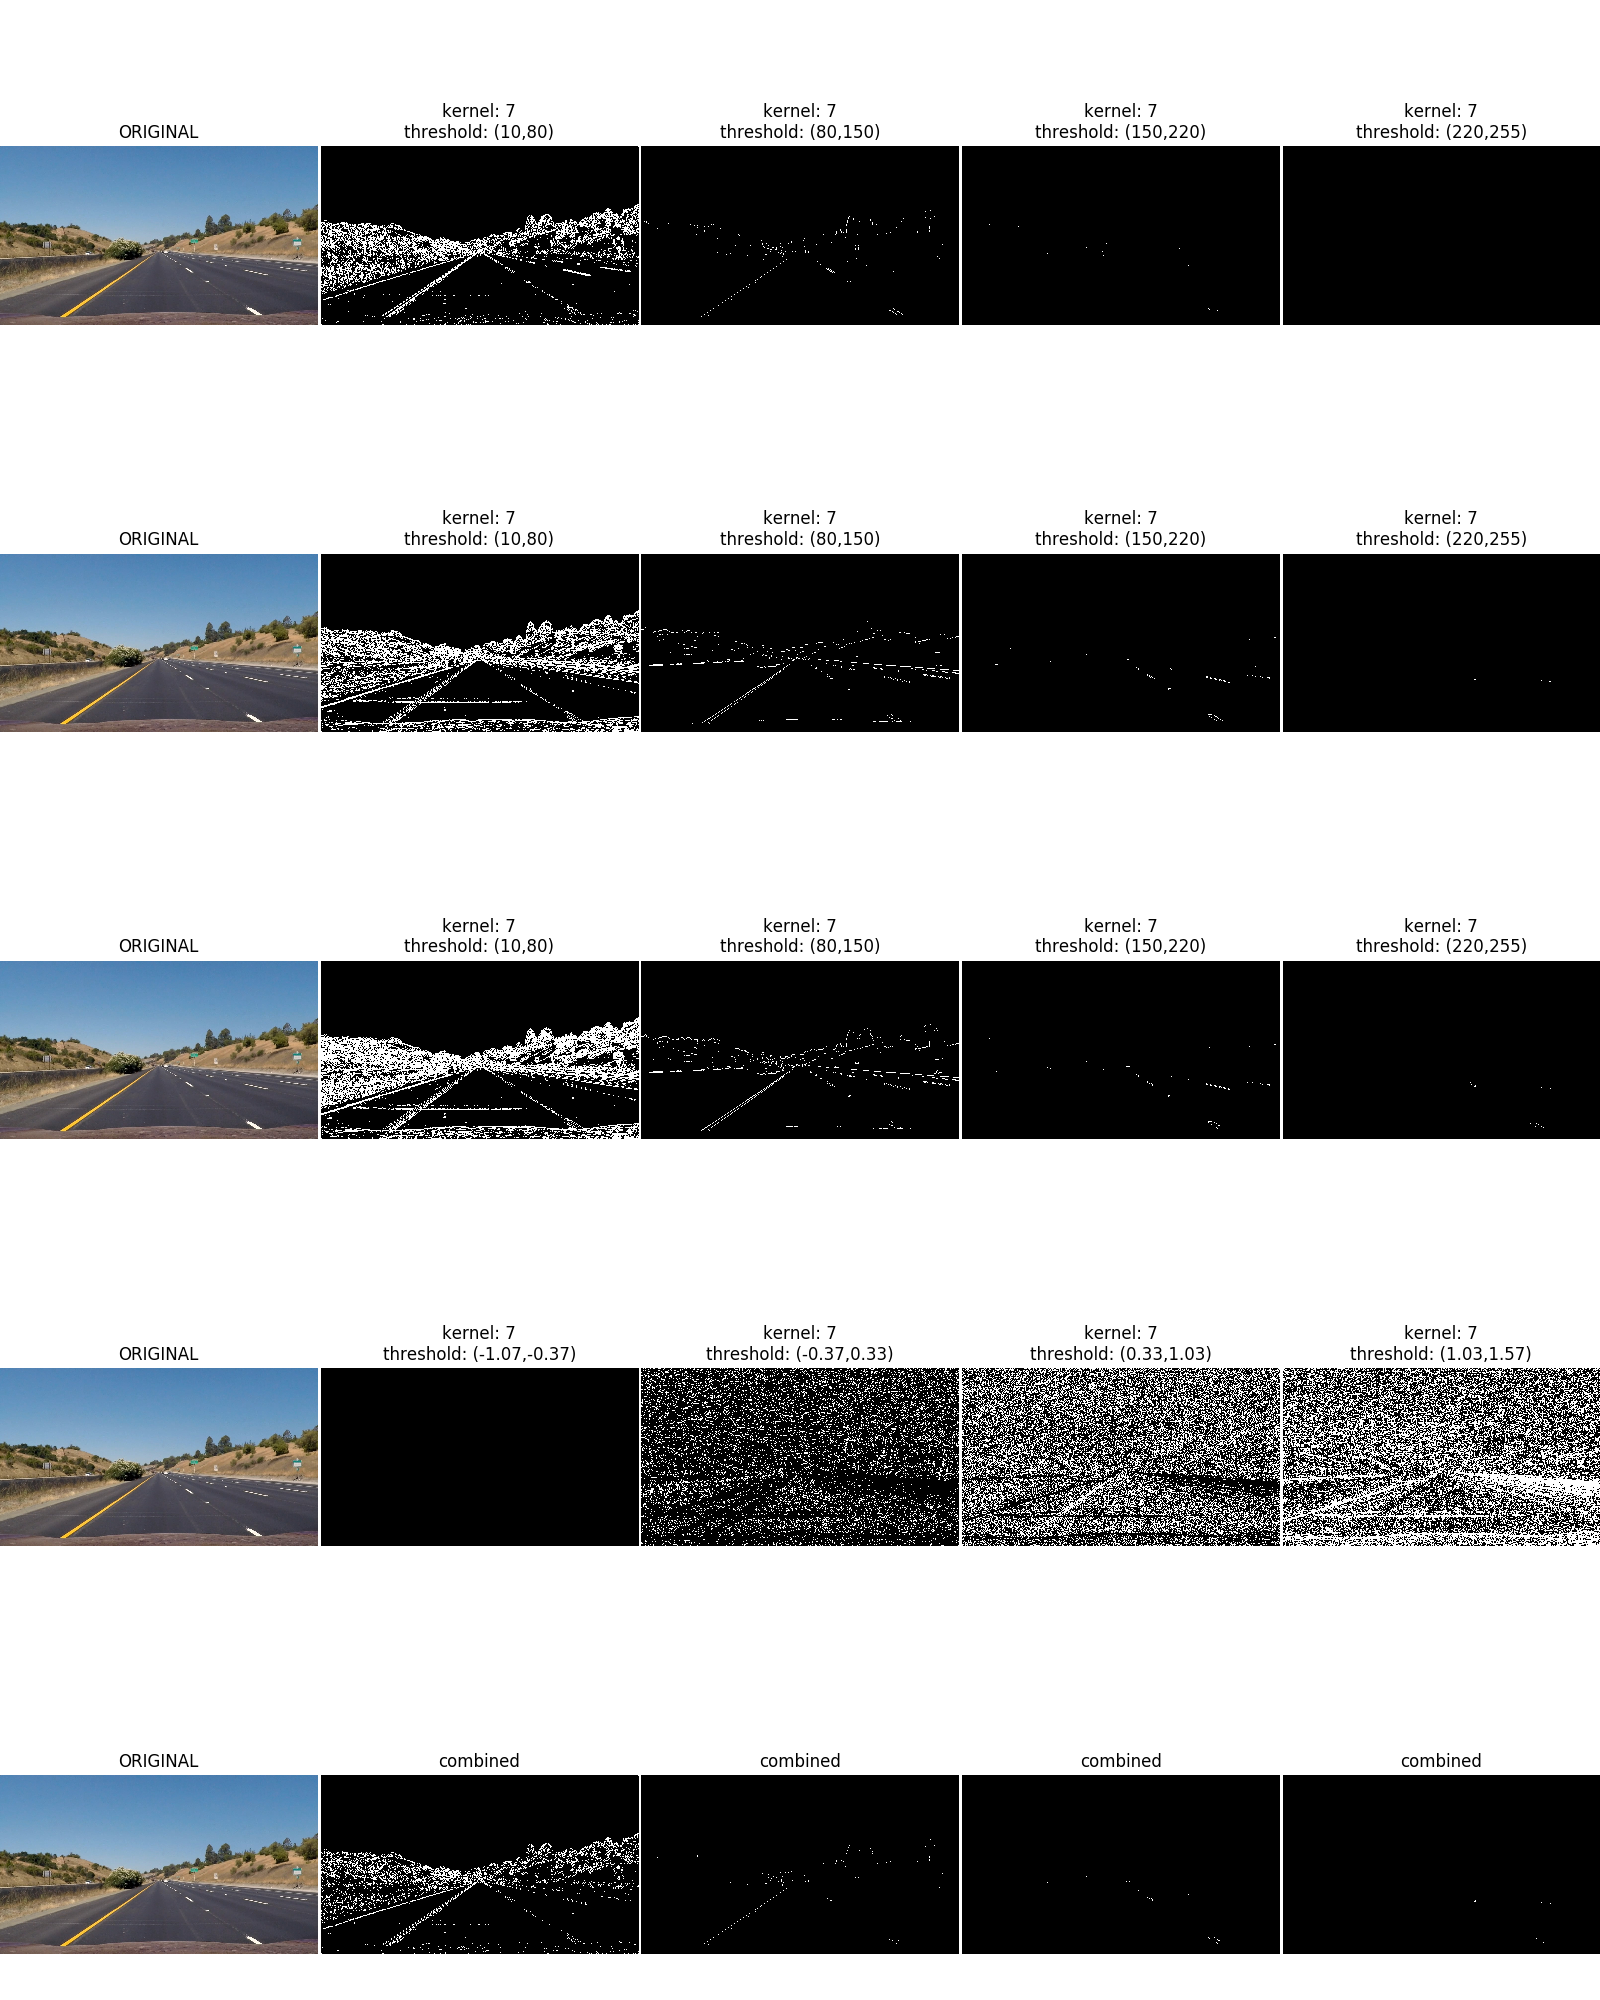 ORIGINAL
kernel: 7
threshold: (10,80)
kernel: 7
threshold: (80,150)
kernel: 7
threshold: (150,220)
kernel: 7
threshold: (220,255)
ORIGINAL
kernel: 7
threshold: (10,80)
kernel: 7
threshold: (80,150)
kernel: 7
threshold: (150,220)
kernel: 7
threshold: (220,255)
ORIGINAL
kernel: 7
threshold: (10,80)
kernel: 7
threshold: (80,150)
kernel: 7
threshold: (150,220)
kernel: 7
threshold: (220,255)
ORIGINAL
kernel: 7
threshold: (-1.07,-0.37)
kernel: 7
threshold: (-0.37,0.33)
kernel: 7
threshold: (0.33,1.03)
kernel: 7
threshold: (1.03,1.57)
ORIGINAL
combined
combined
combined
combined